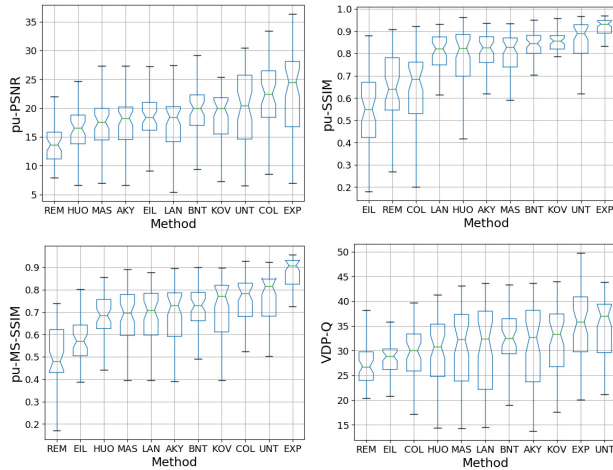 pu-PSNR
35
30
25
20
15
10
5
REM HUO MAS AKY EIL LAN BNT KOV UNT COL EXP
Method
pu-SSIM
1.0
0.9
0.8
0.7
0.6
0.5
0.4
0.3
0.2
EIL REM COL LAN HUO AKY MAS BNT KOV UNT EXP
Method
pu-MS-SSIM
0.9
0.8
0.7
0.6
0.5
0.4
0.3
0.2
REM EIL HUO MAS LAN AKY BNT KOV COL UNT EXP
Method
VDP-Q
50
45
40
35
30
25
20
15
REM EIL COL HUO MAS LAN BNT AKY KOV EXP UNT
Method